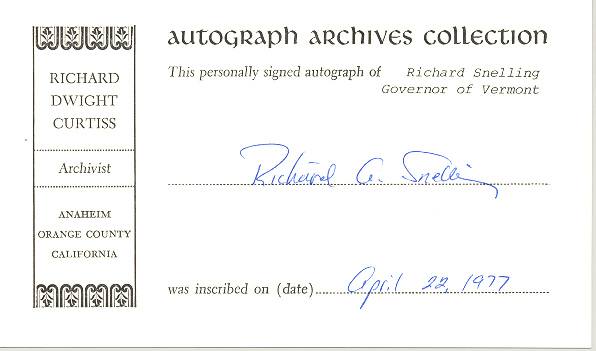 AUTOGRAPH ARCHIVES COLLECTION
RICHARD
DWIGHT
CURTISS
Archivist
ANAHEIM
ORANGE COUNTY
CALIFORNIA
This personally signed autograph of Richard Snelling
Governor of Vermont
Richard A. Snelling
was inscribed on (date) April 22, 1977